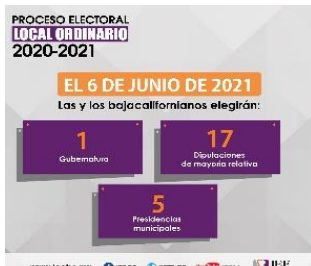 PROCESO ELECTORAL
LOCAL ORDINARIO
2020-2021
EL 6 DE JUNIO DE 2021
Las y los bajacalifornianos elegirán:
1
Gubernatura
17
Diputaciones
de mayoría relativa
5
Presidencias
municipales